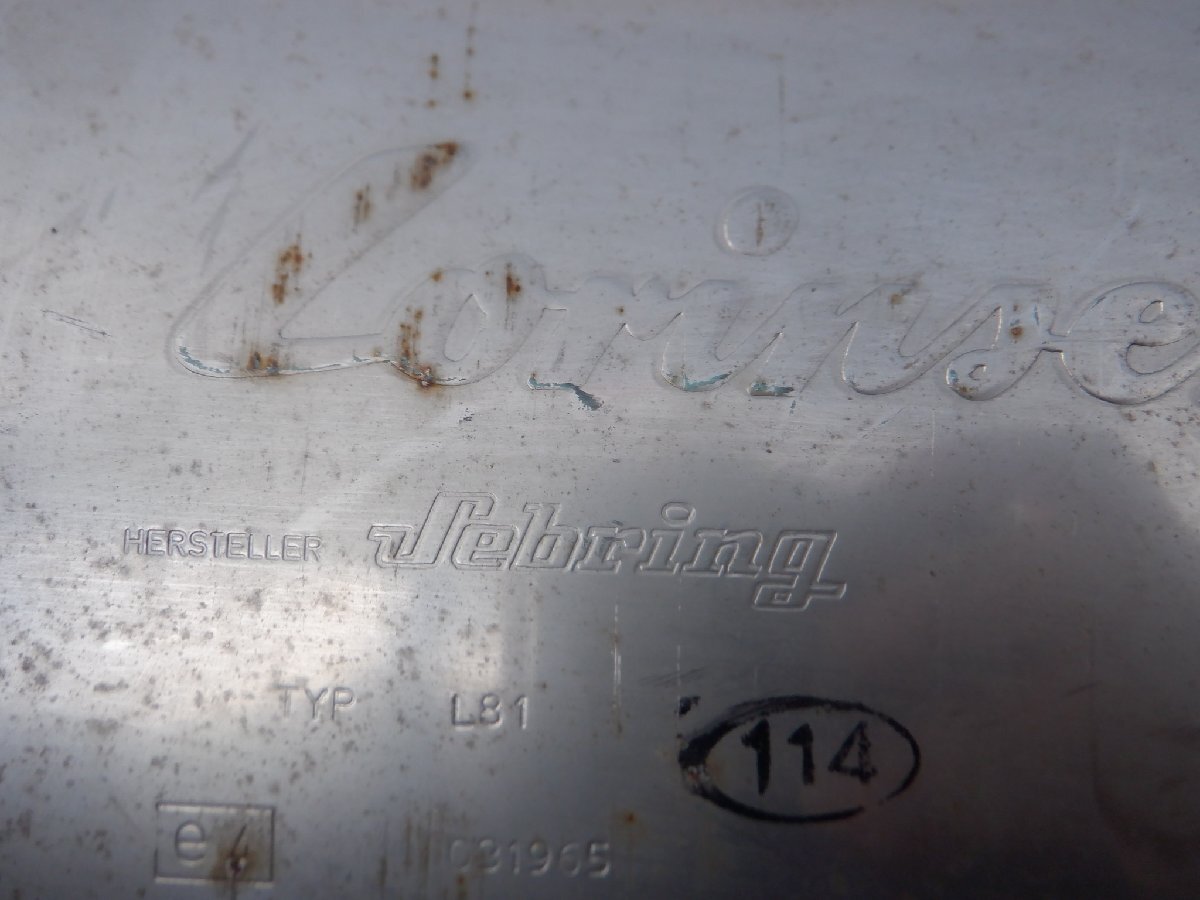 Lorinser
HERSTELLER Sebring
TYP L81
114
e4 031965